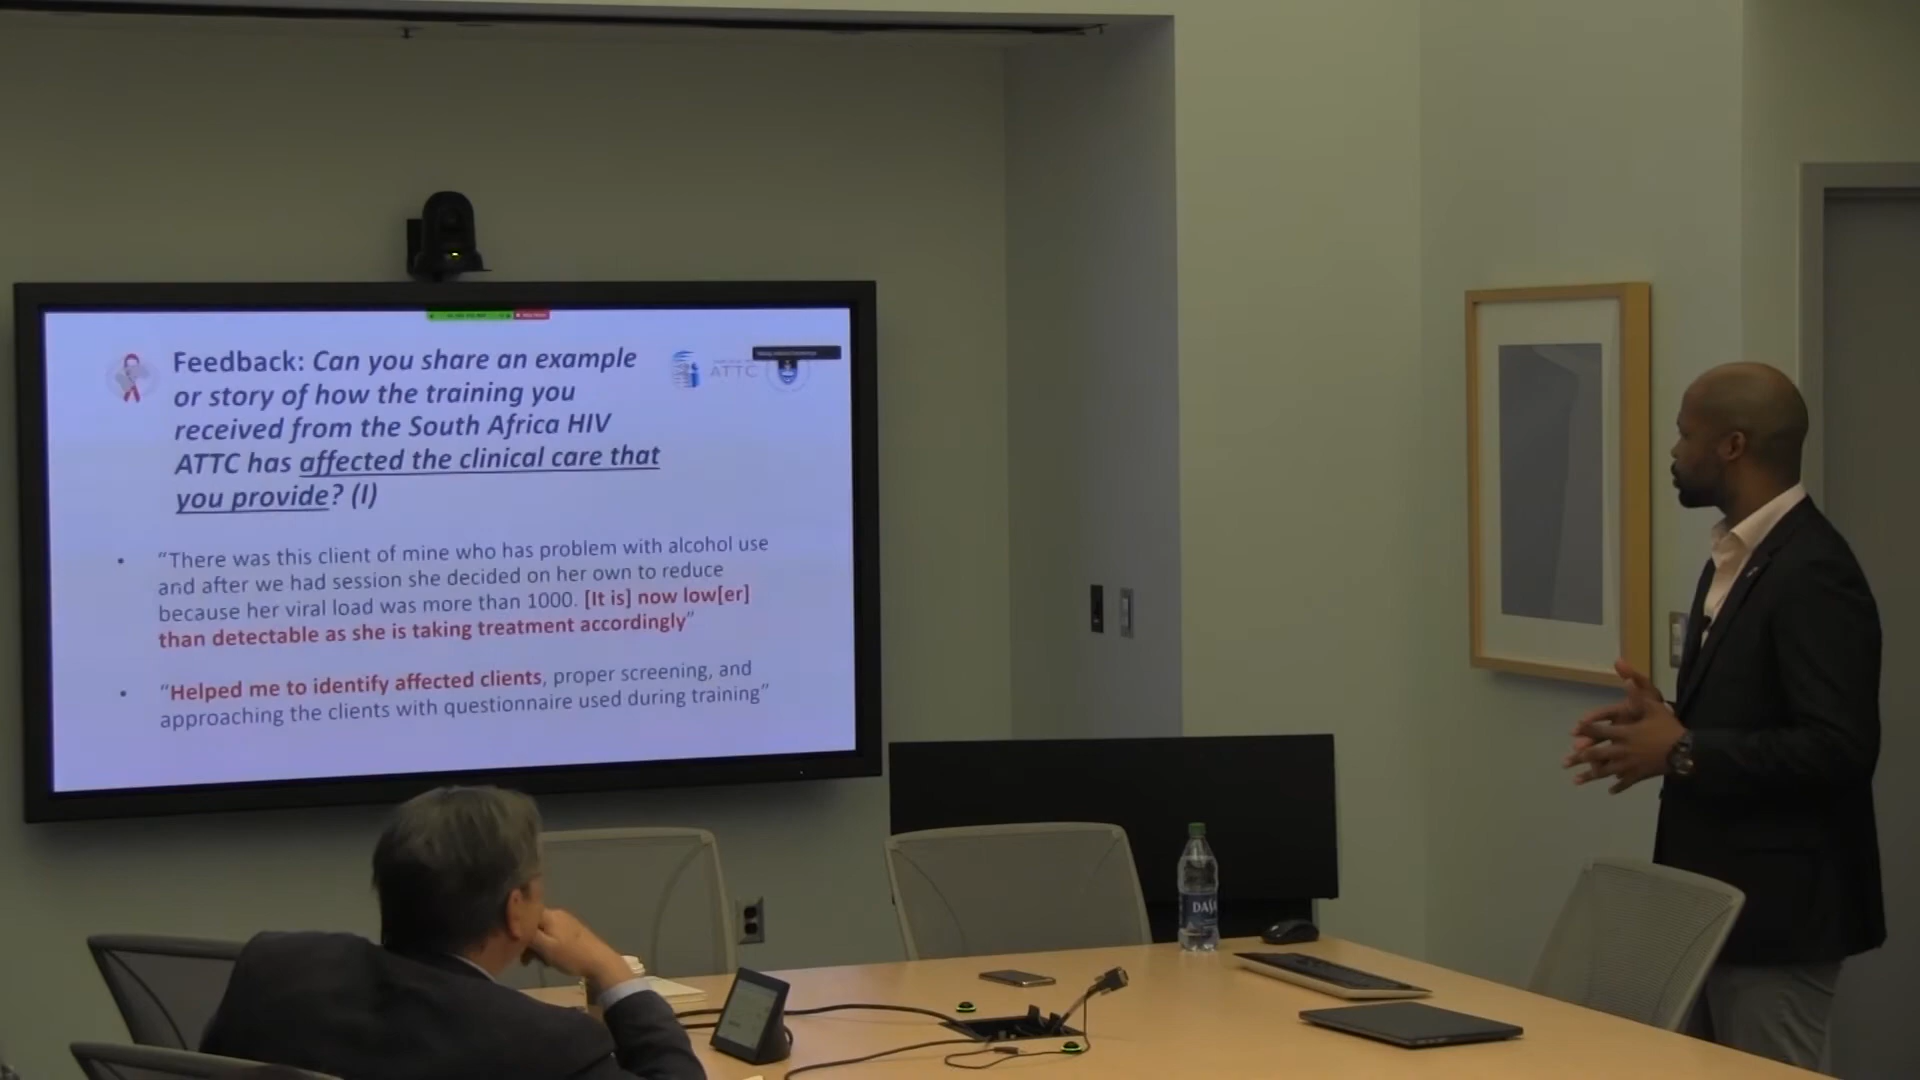 Feedback: Can you share an example
or story of how the training you
received from the South Africa HIV
ATTC has affected the clinical care that
you provide? (I)
ATTC
• “There was this client of mine who has problem with alcohol use
and after we had session she decided on her own to reduce
because her viral load was more than 1000. [It is] now low[er]
than detectable as she is taking treatment accordingly”
• “Helped me to identify affected clients, proper screening, and
approaching the clients with questionnaire used during training”
DASA